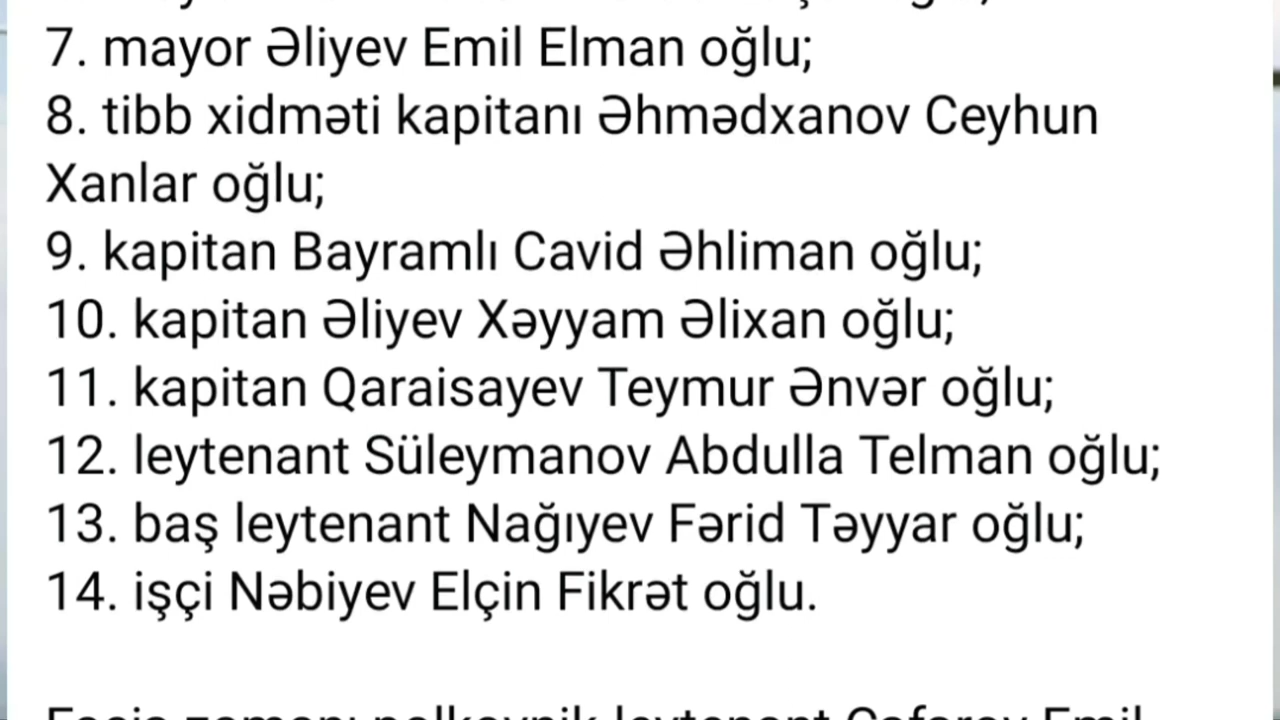 7. mayor Əliyev Emil Elman oğlu;
8. tibb xidməti kapitanı Əhmədxanov Ceyhun
Xanlar oğlu;
9. kapitan Bayramlı Cavid Əhliman oğlu;
10. kapitan Əliyev Xəyyam Əlixan oğlu;
11. kapitan Qaraisayev Teymur Ənvər oğlu;
12. leytenant Süleymanov Abdulla Telman oğlu;
13. baş leytenant Nağıyev Fərid Təyyar oğlu;
14. işçi Nəbiyev Elçin Fikrət oğlu.